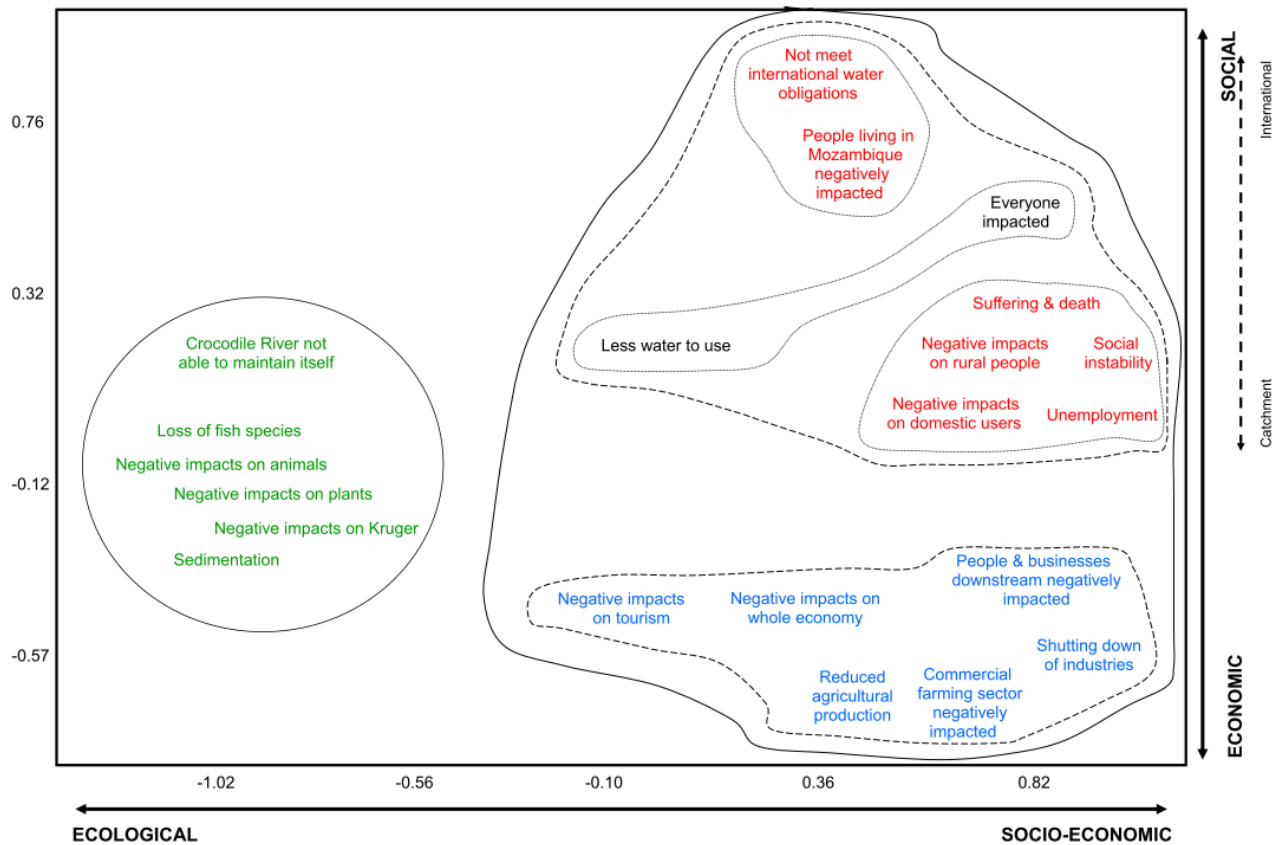 Not meet
international water
obligations
People living in
Mozambique
negatively
impacted
Everyone
impacted
Less water to use
Suffering & death
Negative impacts
on rural people
Social
instability
Negative impacts
on domestic users
Unemployment
Crocodile River not
able to maintain itself
Loss of fish species
Negative impacts on animals
Negative impacts on plants
Negative impacts on Kruger
Sedimentation
People & businesses
downstream negatively
impacted
Negative impacts
on tourism
Negative impacts on
whole economy
Shutting down
of industries
Reduced
agricultural
production
Commercial
farming sector
negatively
impacted
0.76
0.32
-0.12
-0.57
-1.02
-0.56
-0.10
0.36
0.82
ECOLOGICAL
SOCIO-ECONOMIC
SOCIAL
ECONOMIC
International
Catchment